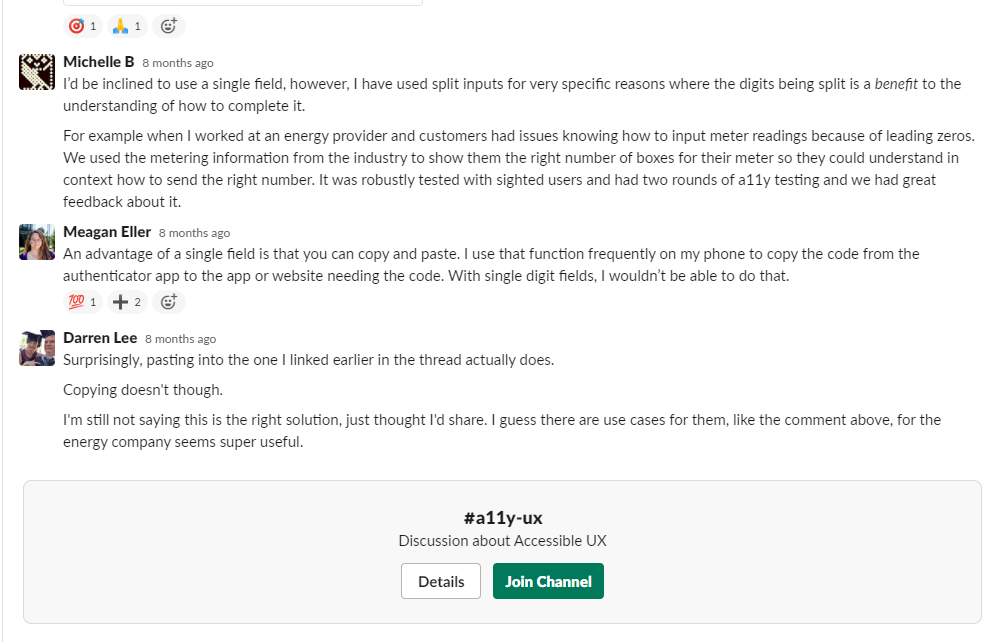 1 1
Michelle B 8 months ago
I'd be inclined to use a single field, however, I have used split inputs for very specific reasons where the digits being split is a benefit to the
understanding of how to complete it.
For example when I worked at an energy provider and customers had issues knowing how to input meter readings because of leading zeros.
We used the metering information from the industry to show them the right number of boxes for their meter so they could understand in
context how to send the right number. It was robustly tested with sighted users and had two rounds of a11y testing and we had great
feedback about it.
Meagan Eller 8 months ago
An advantage of a single field is that you can copy and paste. I use that function frequently on my phone to copy the code from the
authenticator app to the app or website needing the code. With single digit fields, I wouldn't be able to do that.
💯 1 ➕ 2
Darren Lee 8 months ago
Surprisingly, pasting into the one I linked earlier in the thread actually does.
Copying doesn't though.
I'm still not saying this is the right solution, just thought I'd share. I guess there are use cases for them, like the comment above, for the
energy company seems super useful.
#a11y-ux
Discussion about Accessible UX
Details Join Channel